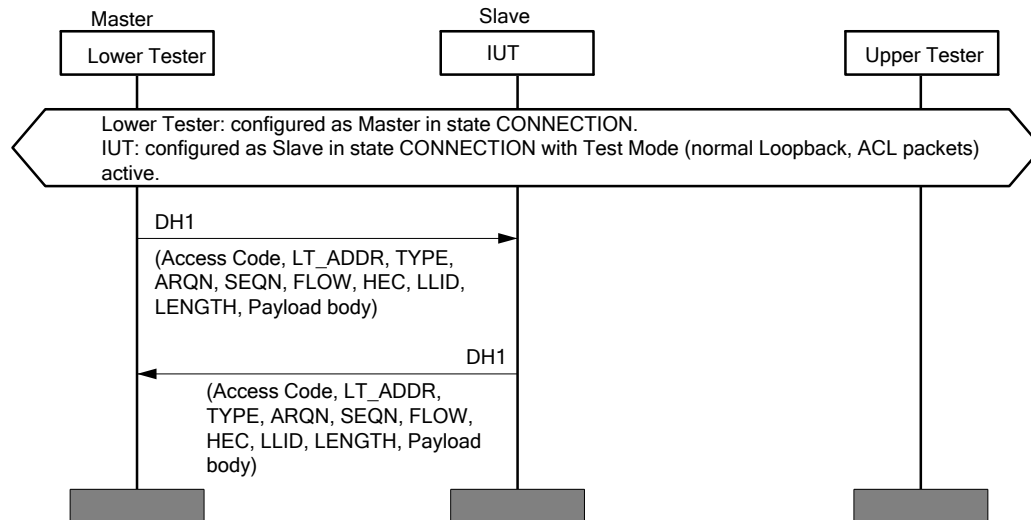 Master
Slave
Lower Tester
IUT
Upper Tester
Lower Tester: configured as Master in state CONNECTION.
IUT: configured as Slave in state CONNECTION with Test Mode (normal Loopback, ACL packets)
active.
DH1
(Access Code, LT_ADDR, TYPE,
ARQN, SEQN, FLOW, HEC, LLID,
LENGTH, Payload body)
DH1
(Access Code, LT_ADDR,
TYPE, ARQN, SEQN, FLOW,
HEC, LLID, LENGTH, Payload
body)